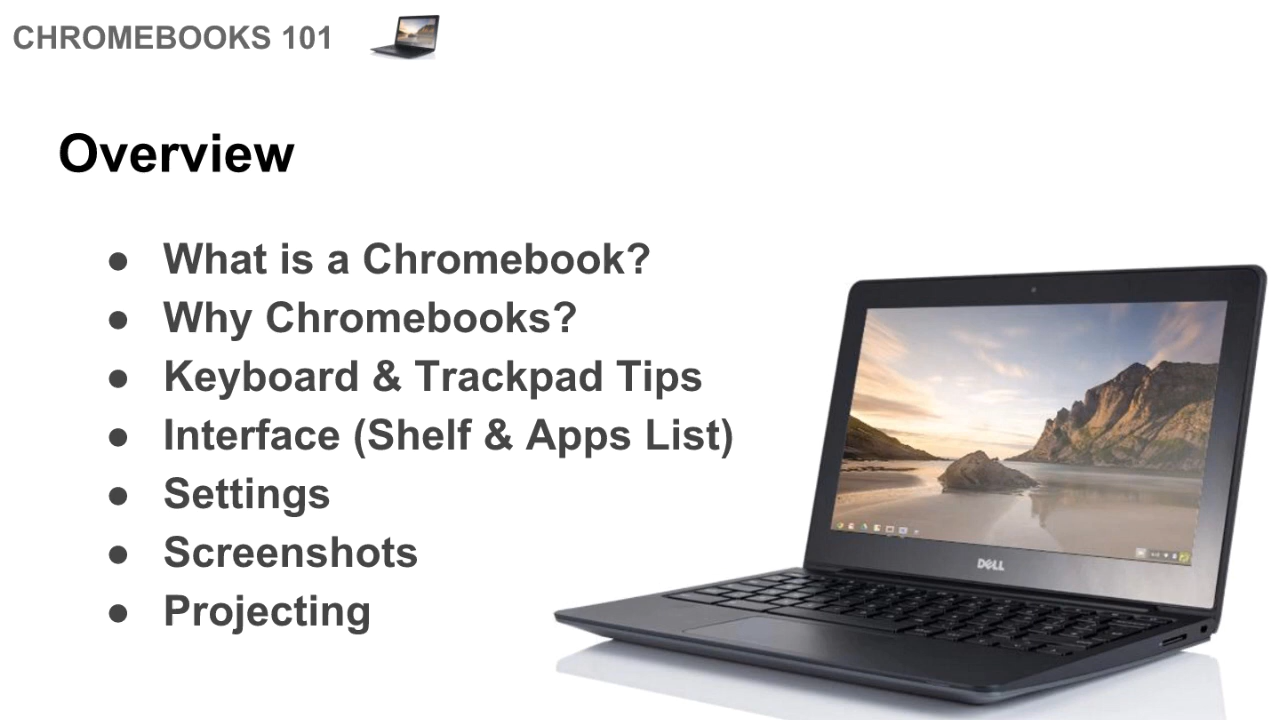 CHROMEBOOKS 101
Overview
● What is a Chromebook?
● Why Chromebooks?
● Keyboard & Trackpad Tips
● Interface (Shelf & Apps List)
● Settings
● Screenshots
● Projecting
DELL